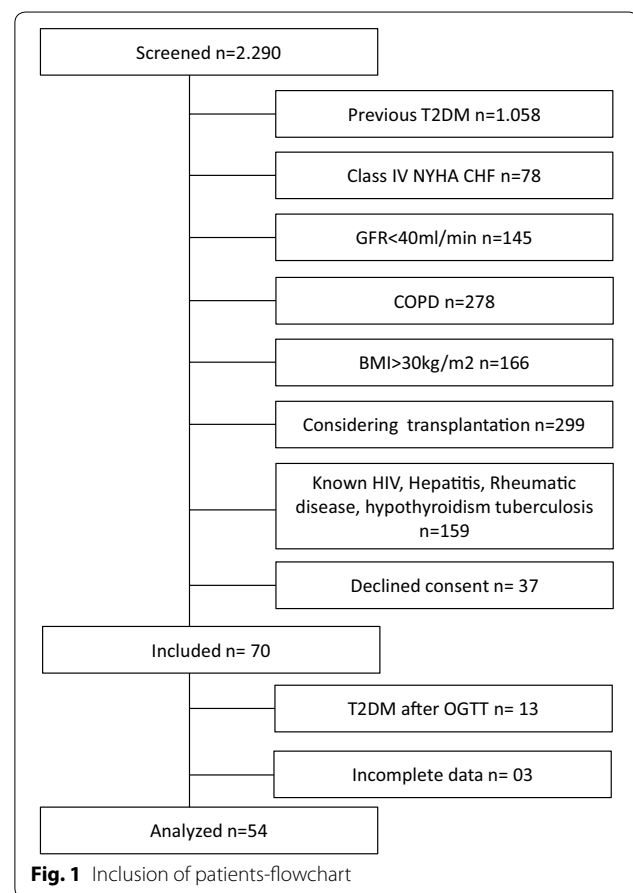 Screened n=2.290
Previous T2DM n=1.058
Class IV NYHA CHF n=78
GFR<40ml/min n=145
COPD n=278
BMI>30kg/m2 n=166
Considering transplantation n=299
Known HIV, Hepatitis, Rheumatic
disease, hypothyroidism tuberculosis
n=159
Declined consent n= 37
Included n= 70
T2DM after OGTT n= 13
Incomplete data n= 03
Analyzed n=54
Fig. 1 Inclusion of patients-flowchart